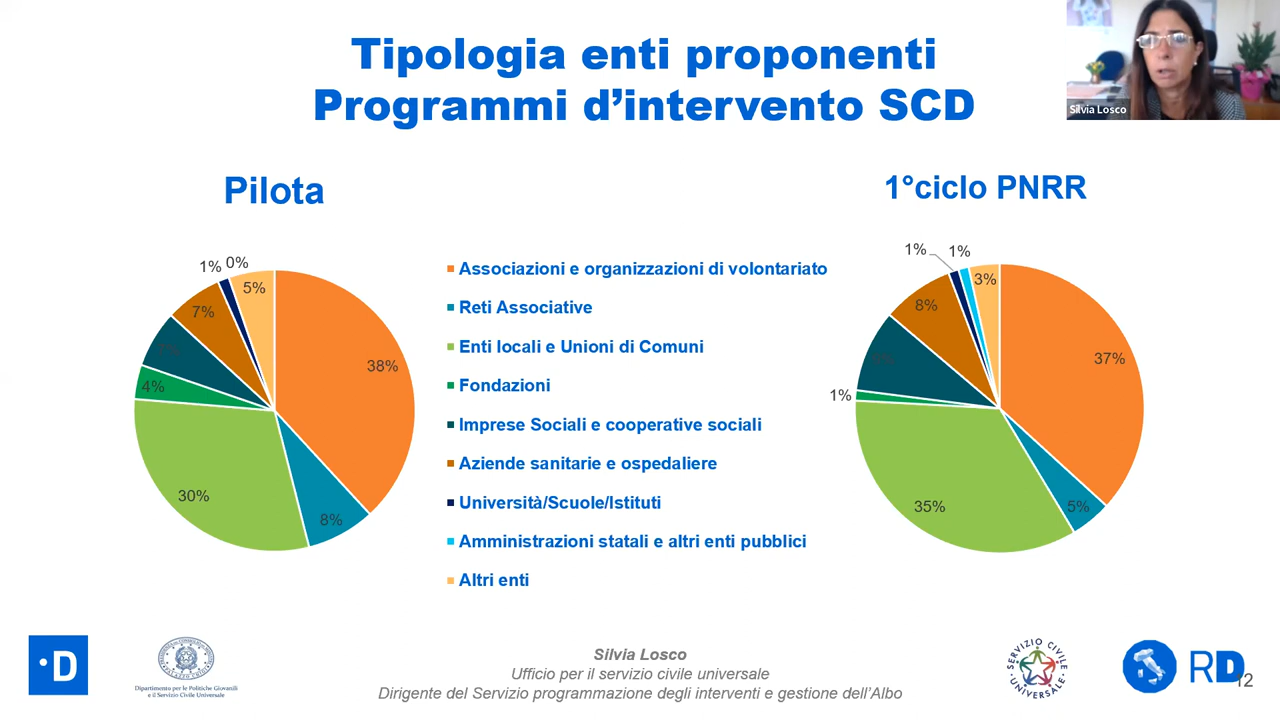 Tipologia enti proponenti
Programmi d’intervento SCD
Silvia Losco
Pilota
1°ciclo PNRR
1%
0%
5%
7%
38%
4%
30%
8%
Associazioni e organizzazioni di volontariato
Reti Associative
Enti locali e Unioni di Comuni
Fondazioni
Imprese Sociali e cooperative sociali
Aziende sanitarie e ospedaliere
Università/Scuole/Istituti
Amministrazioni statali e altri enti pubblici
Altri enti
1%
1%
3%
8%
37%
1%
35%
5%
D
Dipartimento per le Politiche Giovanili
e il Servizio Civile Universale
Silvia Losco
Ufficio per il servizio civile universale
Dirigente del Servizio programmazione degli interventi e gestione dell’Albo
SERVIZIO CIVILE
UNIVERSALE
RD
12